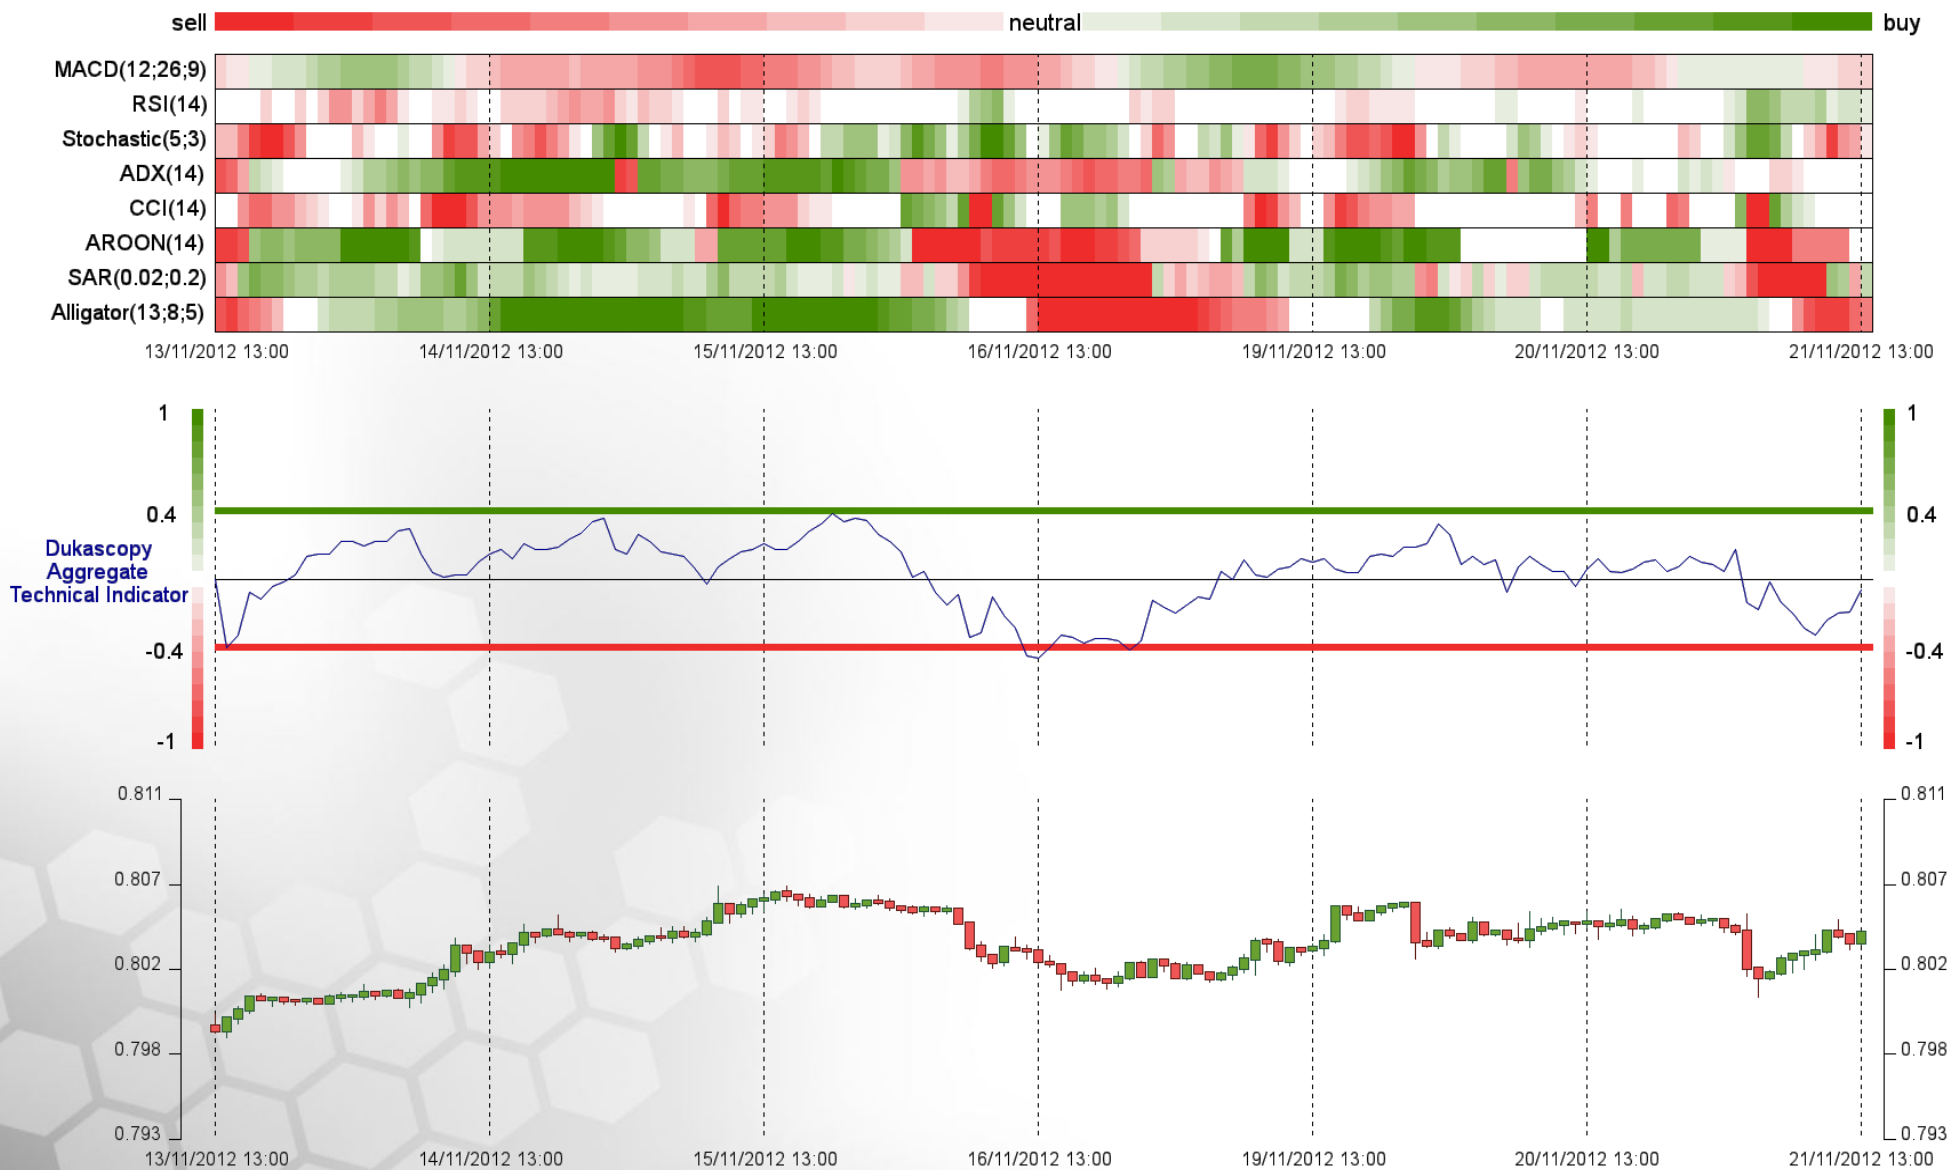 sell neutral buy
MACD(12;26;9)
RSI(14)
Stochastic(5;3)
ADX(14)
CCI(14)
AROON(14)
SAR(0.02;0.2)
Alligator(13;8;5)
13/11/2012 13:00 14/11/2012 13:00 15/11/2012 13:00 16/11/2012 13:00 19/11/2012 13:00 20/11/2012 13:00 21/11/2012 13:00
1 1
0.4 0.4
Dukascopy
Aggregate
Technical Indicator
-0.4 -0.4
-1 -1
0.811 0.811
0.807 0.807
0.802 0.802
0.798 0.798
0.793 0.793
13/11/2012 13:00 14/11/2012 13:00 15/11/2012 13:00 16/11/2012 13:00 19/11/2012 13:00 20/11/2012 13:00 21/11/2012 13:00